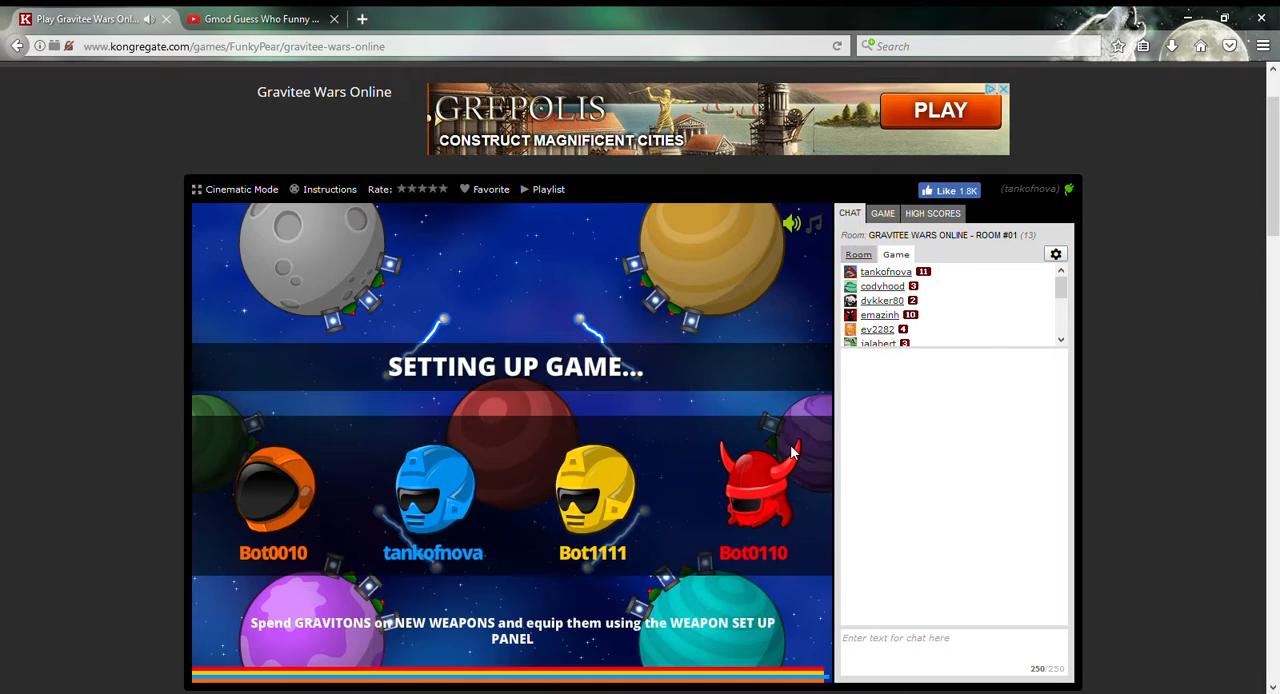 Play Gravitee Wars Onl...
Gmod Guess Who Funny ...
www.kongregate.com/games/FunkyPear/gravitee-wars-online
Search
Gravitee Wars Online
GREPOLIS
CONSTRUCT MAGNIFICENT CITIES
PLAY
Cinematic Mode
Instructions
Rate:
Favorite
Playlist
Like 1.8K
(tankofnova)
CHAT
GAME
HIGH SCORES
Room: GRAVITEE WARS ONLINE - ROOM #01 (13)
Room
Game
tankofnova 11
codyhood 3
dvkker80 2
emazinh 10
ev2282 4
jalabert 3
SETTING UP GAME...
Bot0010
tankofnova
Bot1111
Bot0110
Spend GRAVITONS on NEW WEAPONS and equip them using the WEAPON SET UP
PANEL
Enter text for chat here
250/250